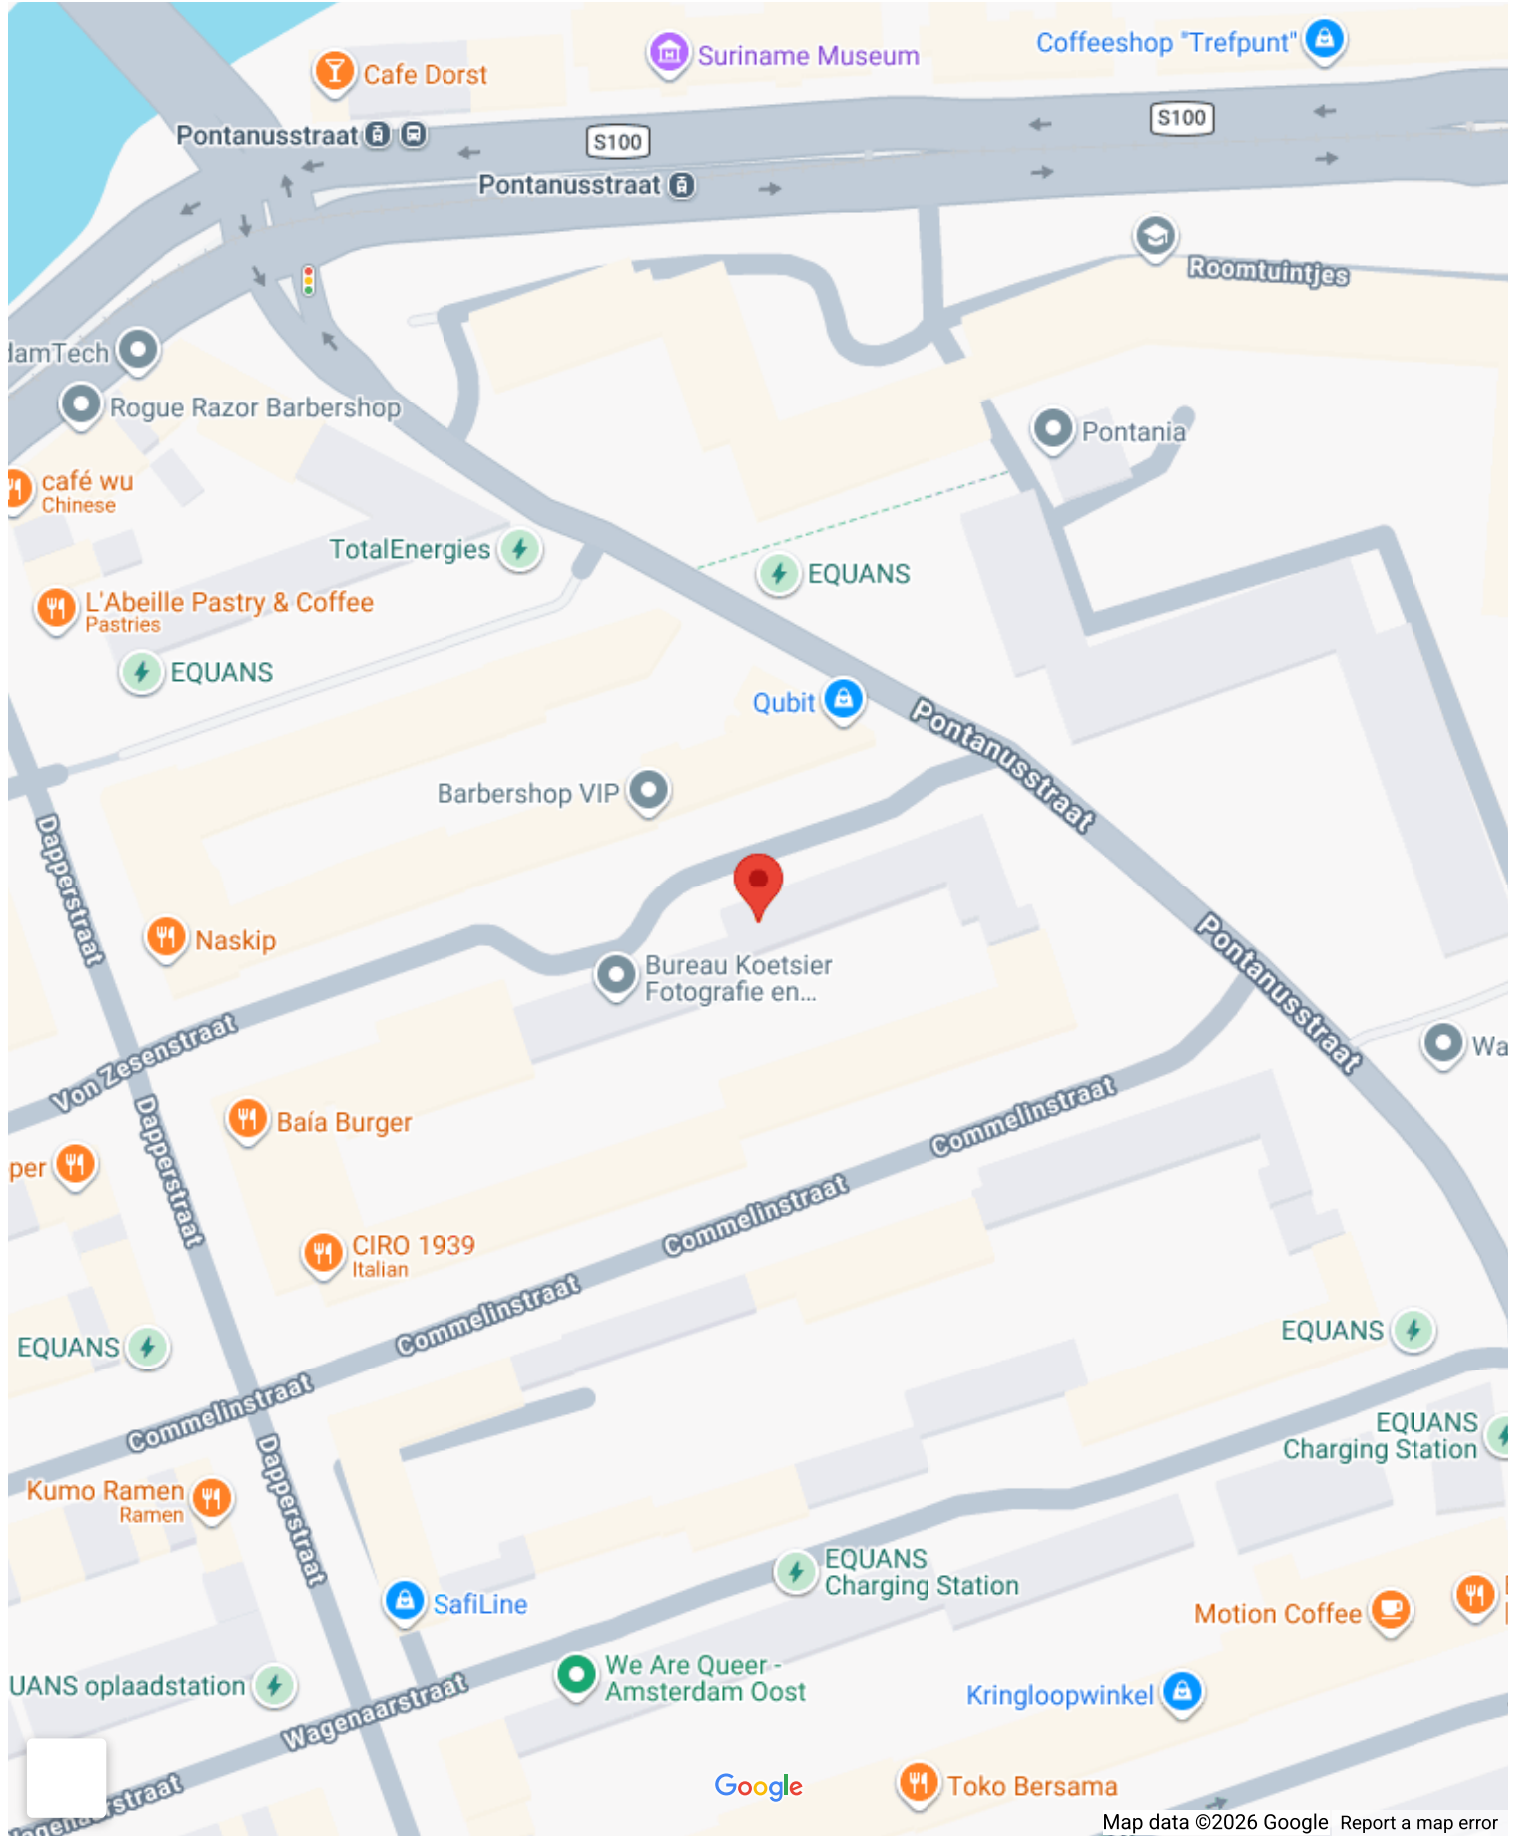 Cafe Dorst
Suriname Museum
Coffeeshop "Trefpunt"
S100
S100
Pontanusstraat
Pontanusstraat
Roomtuintjes
damTech
Rogue Razor Barbershop
Pontania
café wu
Chinese
TotalEnergies
EQUANS
L'Abeille Pastry & Coffee
Pastries
EQUANS
Qubit
Pontanusstraat
Barbershop VIP
Dapperstraat
Naskip
Bureau Koetsier
Fotografie en...
Pontanusstraat
Von Zesenstraat
Wa
Baía Burger
Commelinstraat
per
Dapperstraat
Commelinstraat
CIRO 1939
Italian
Commelinstraat
EQUANS
EQUANS
Commelinstraat
EQUANS
Charging Station
Kumo Ramen
Ramen
Dapperstraat
EQUANS
Charging Station
SafiLine
Motion Coffee
We Are Queer -
Amsterdam Oost
UANS oplaadstation
Kringloopwinkel
Wagenaarstraat
Google
Toko Bersama
Map data ©2026 Google
Report a map error